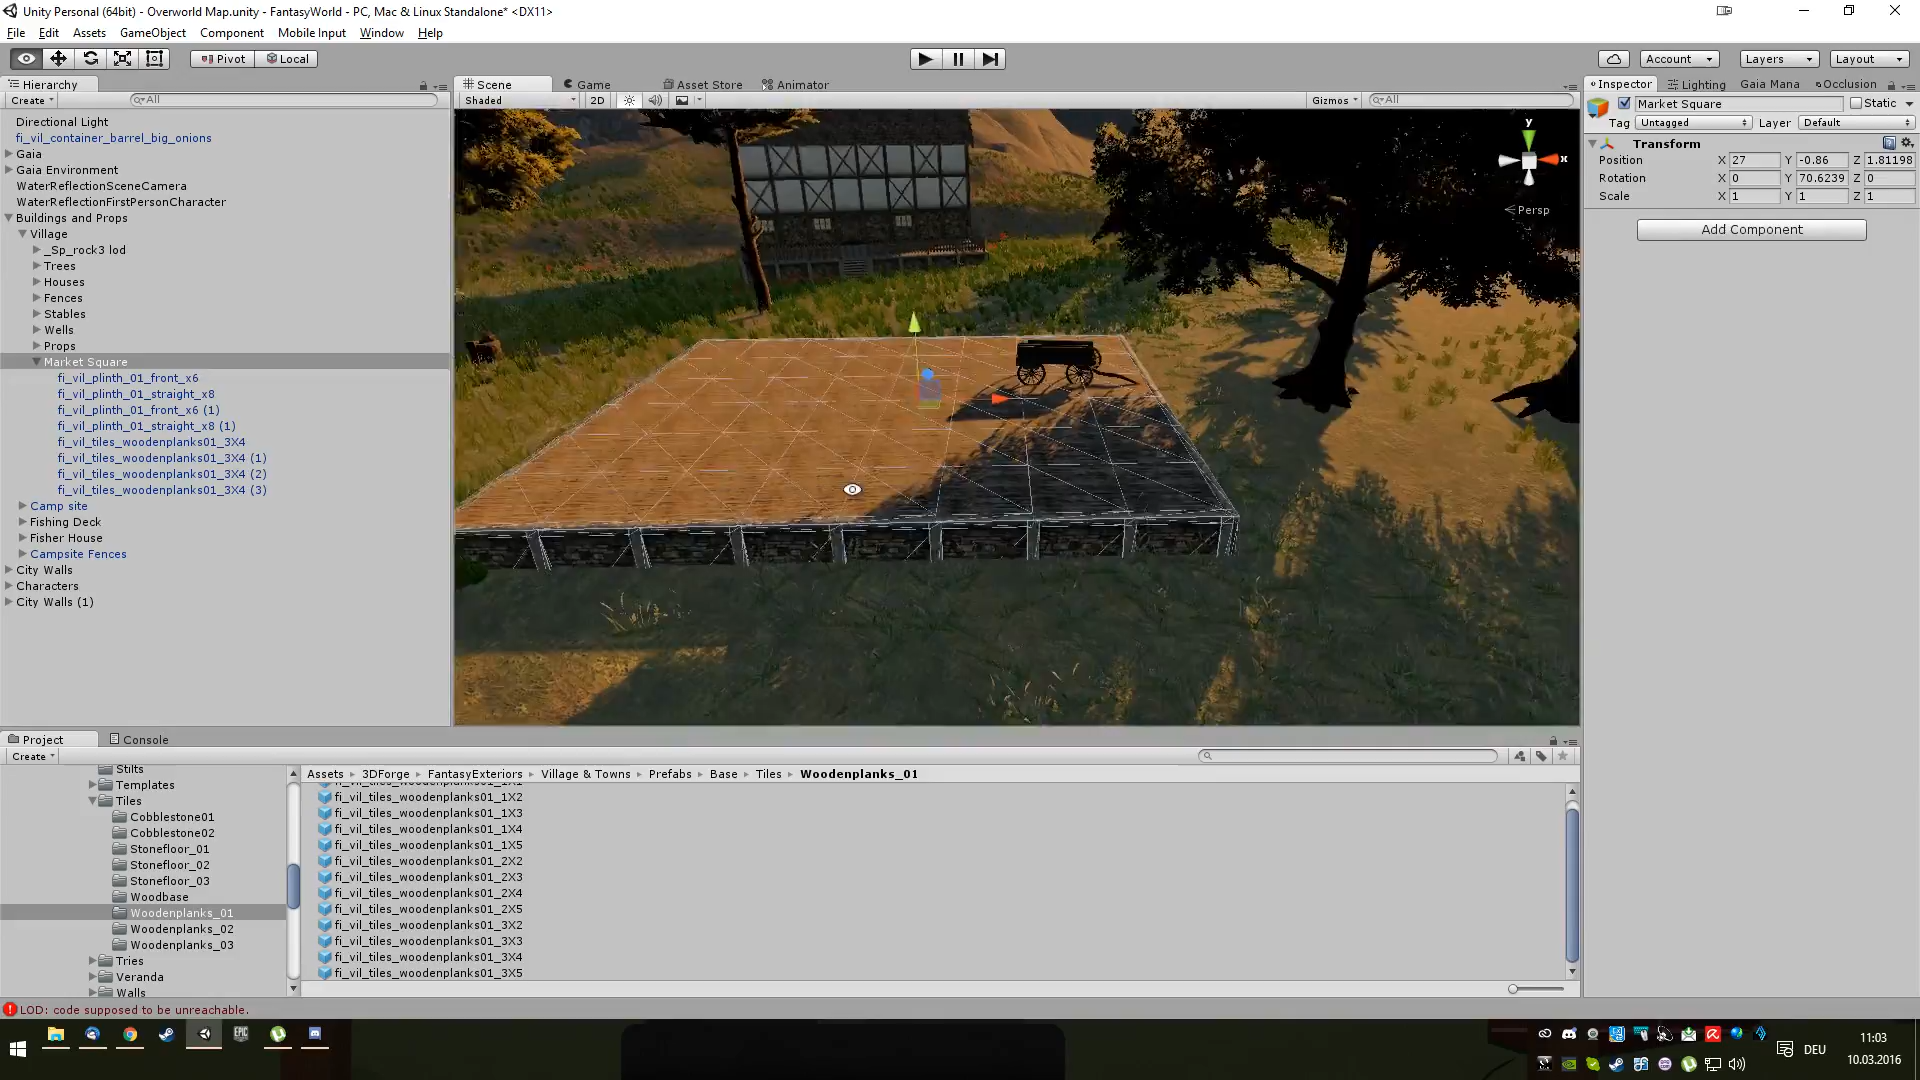 Unity Personal (64bit) - Overworld Map.unity - FantasyWorld - PC, Mac & Linux Standalone* <DX11>
File Edit Assets GameObject Component Mobile Input Window Help
Pivot Local Account Layers Layout
Hierarchy
Create All
Directional Light
fi_vil_container_barrel_big_onions
Gaia
Gaia Environment
WaterReflectionSceneCamera
WaterReflectionFirstPersonCharacter
Buildings and Props
Village
_Sp_rock3 lod
Trees
Houses
Fences
Stables
Wells
Props
Market Square
fi_vil_plinth_01_front_x6
fi_vil_plinth_01_straight_x8
fi_vil_plinth_01_front_x6 (1)
fi_vil_plinth_01_straight_x8 (1)
fi_vil_tiles_woodenplanks01_3X4
fi_vil_tiles_woodenplanks01_3X4 (1)
fi_vil_tiles_woodenplanks01_3X4 (2)
fi_vil_tiles_woodenplanks01_3X4 (3)
Camp site
Fishing Deck
Fisher House
Campsite Fences
City Walls
Characters
City Walls (1)
Scene Game Asset Store Animator
Shaded 2D Gizmos All
y
x
Persp
Inspector Lighting Gaia Mana Occlusion
Market Square Static
Tag Untagged Layer Default
Transform
Position X 27 Y -0.86 Z 1.81198
Rotation X 0 Y 70.6239 Z 0
Scale X 1 Y 1 Z 1
Add Component
Project Console
Create
Stilts
Templates
Tiles
Cobblestone01
Cobblestone02
Stonefloor_01
Stonefloor_02
Stonefloor_03
Woodbase
Woodenplanks_01
Woodenplanks_02
Woodenplanks_03
Tries
Veranda
Walls
Assets 3DForge FantasyExteriors Village & Towns Prefabs Base Tiles Woodenplanks_01
fi_vil_tiles_woodenplanks01_1X1
fi_vil_tiles_woodenplanks01_1X2
fi_vil_tiles_woodenplanks01_1X3
fi_vil_tiles_woodenplanks01_1X4
fi_vil_tiles_woodenplanks01_1X5
fi_vil_tiles_woodenplanks01_2X2
fi_vil_tiles_woodenplanks01_2X3
fi_vil_tiles_woodenplanks01_2X4
fi_vil_tiles_woodenplanks01_2X5
fi_vil_tiles_woodenplanks01_3X2
fi_vil_tiles_woodenplanks01_3X3
fi_vil_tiles_woodenplanks01_3X4
fi_vil_tiles_woodenplanks01_3X5
LOD: code supposed to be unreachable.
EPIC
DEU
11:03
10.03.2016